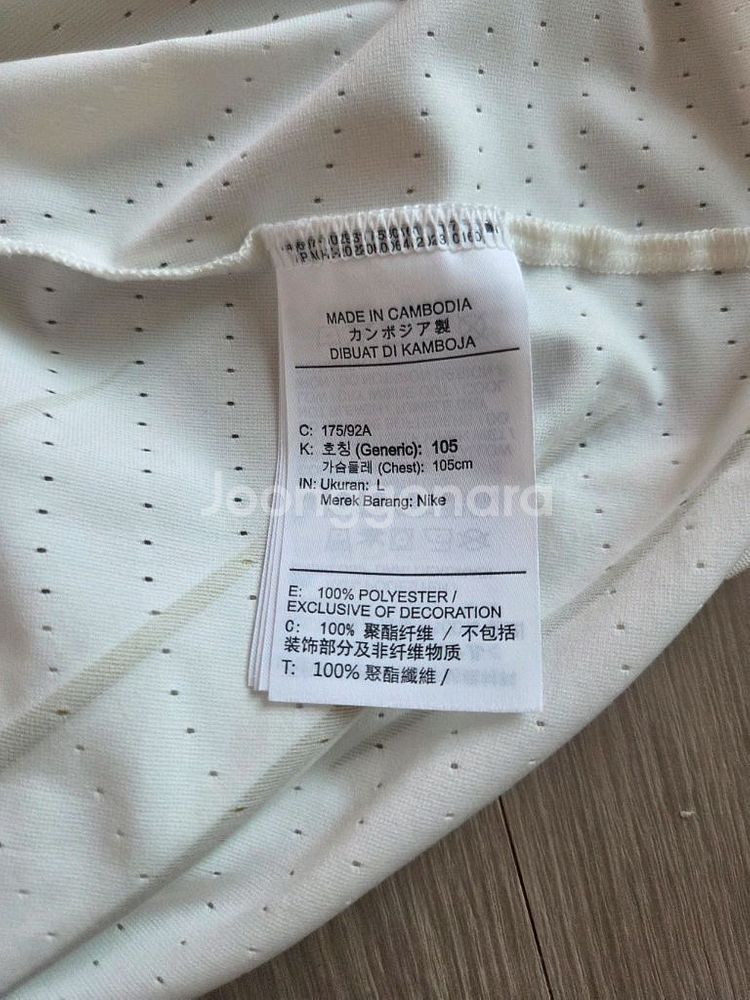 MADE IN CAMBODIA
カンボジア製
DIBUAT DI KAMBOJA
C: 175/92A
K: 호칭 (Generic): 105
가슴둘레 (Chest): 105cm
IN: Ukuran: L
Merek Barang: Nike
Joonggonara
E: 100% POLYESTER /
EXCLUSIVE OF DECORATION
C: 100% 聚酯纤维 / 不包括
装饰部分及非纤维物质
T: 100% 聚酯纖維 /